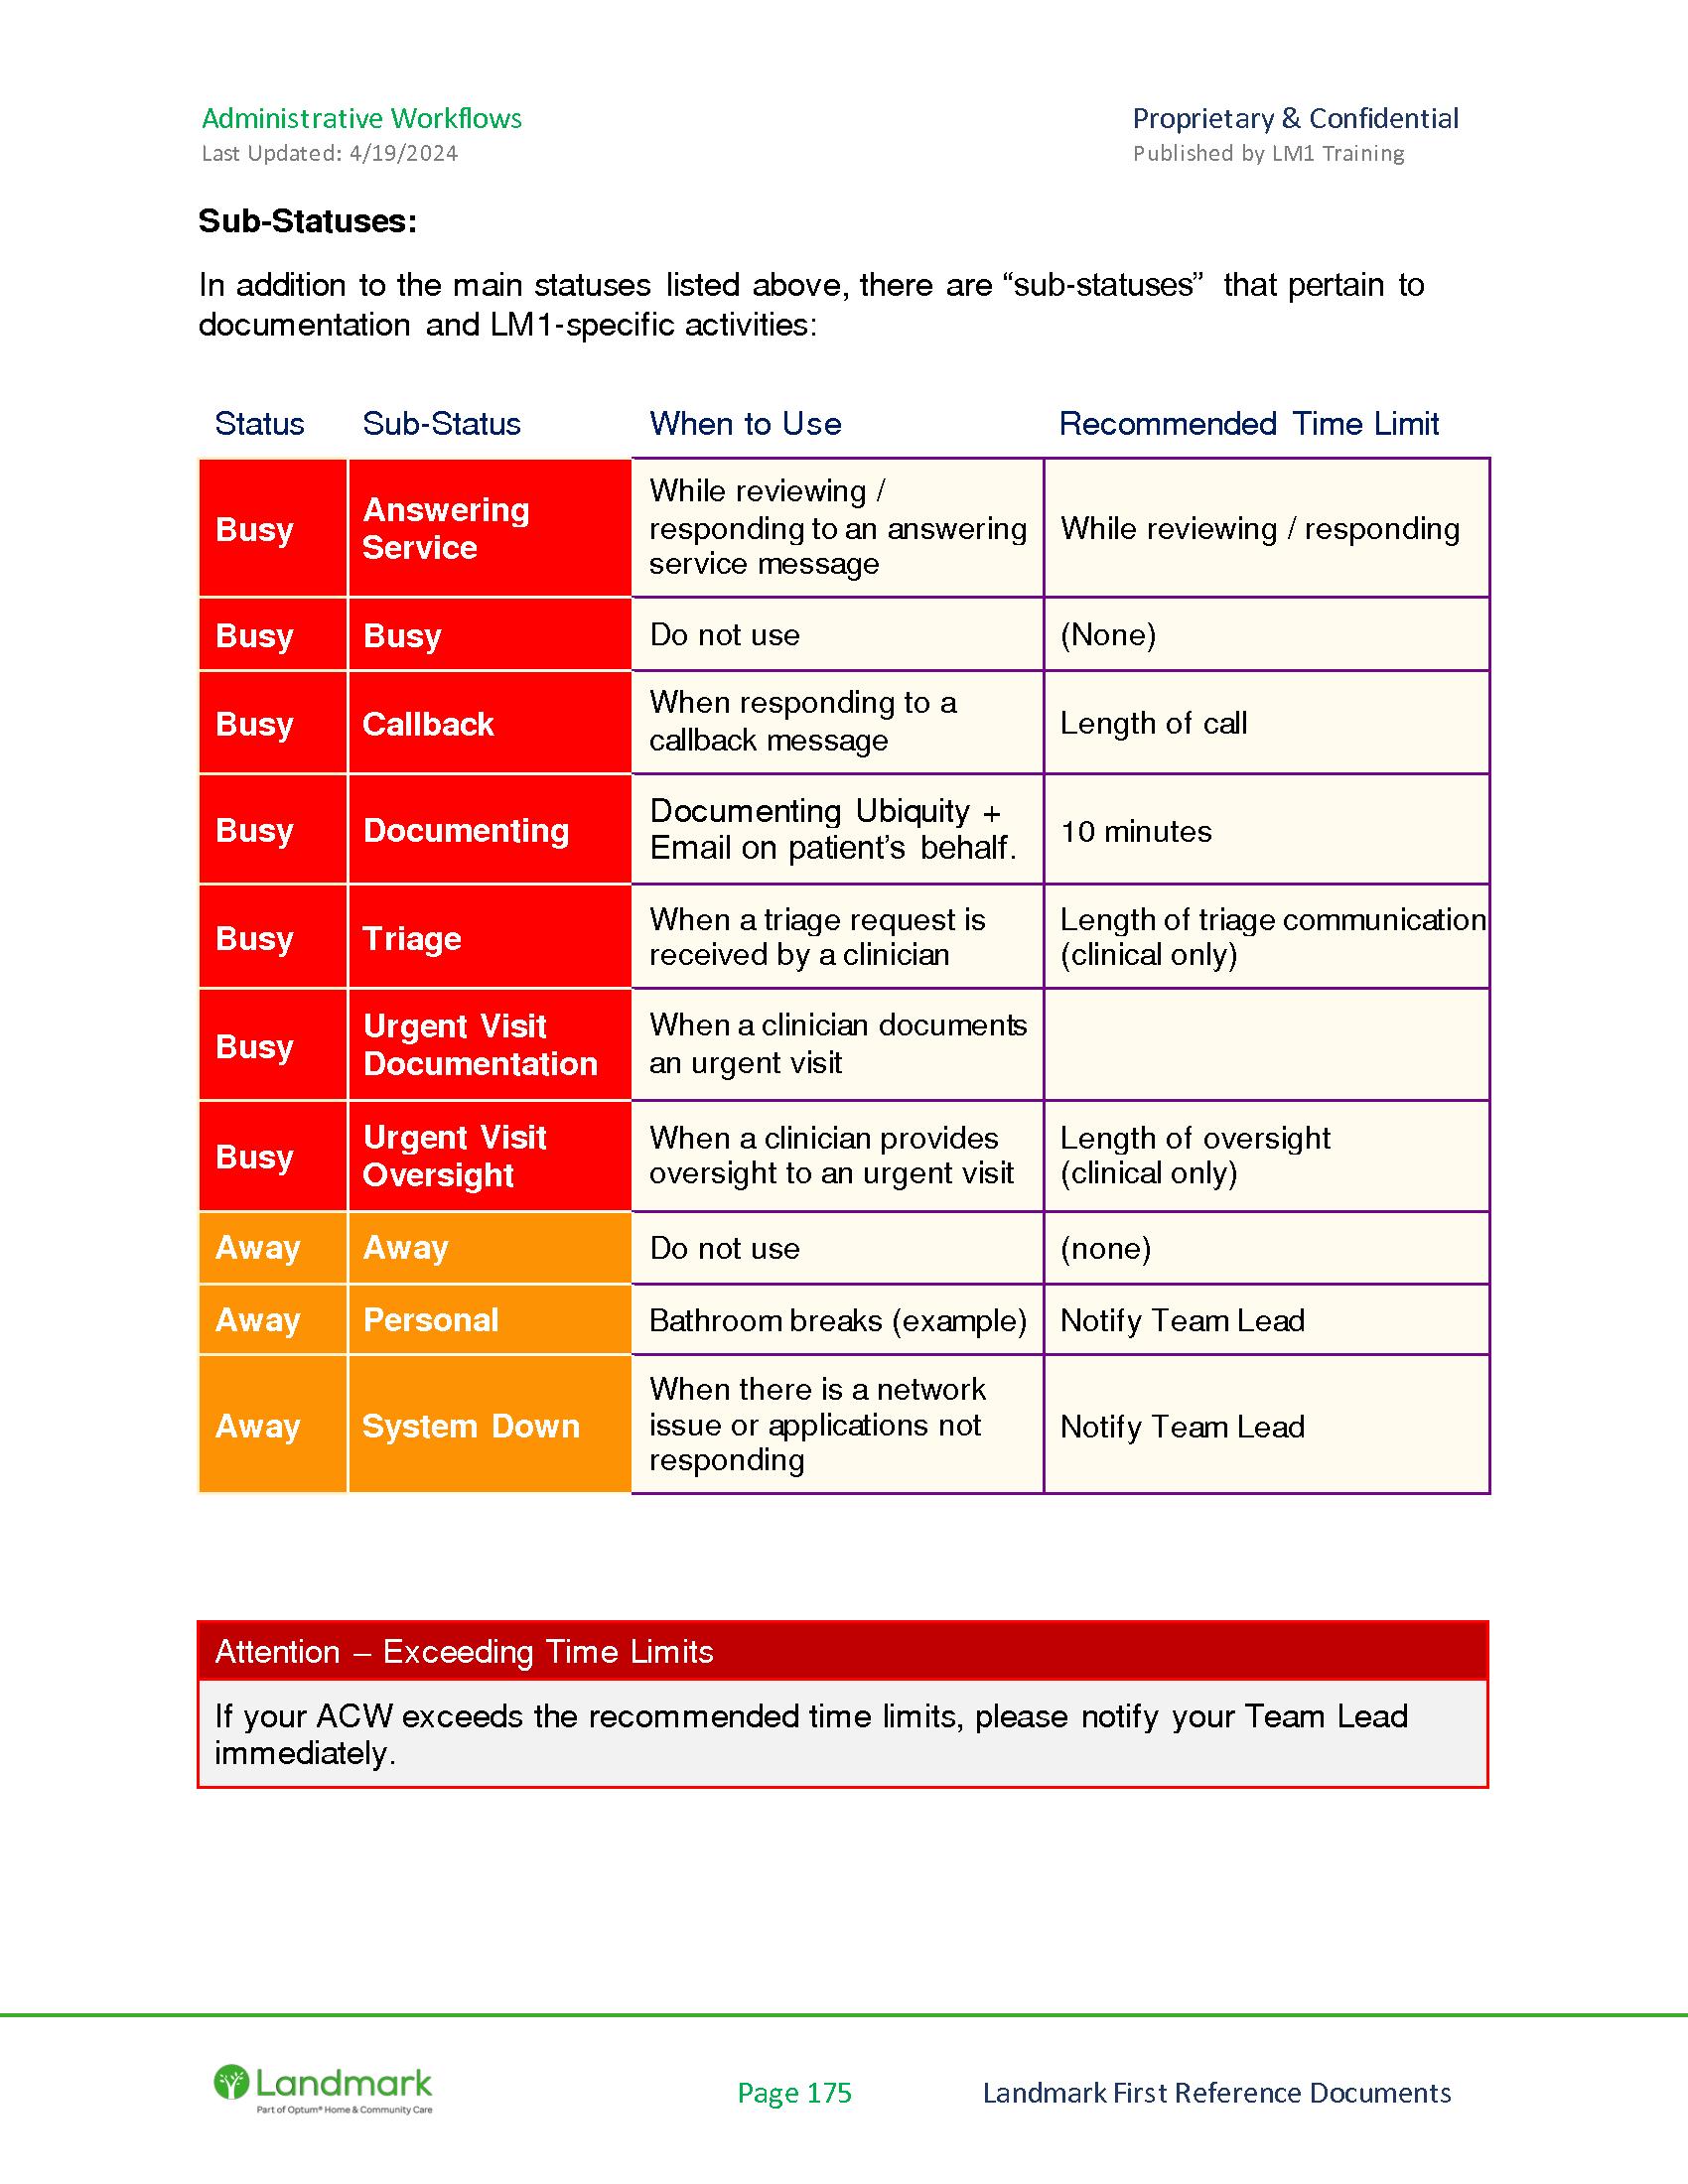 Administrative Workflows
Proprietary & Confidential
Last Updated: 4/19/2024
Published by LM1 Training
Sub-Statuses:
In addition to the main statuses listed above, there are “sub-statuses” that pertain to
documentation and LM1-specific activities:
Status
Sub-Status
When to Use
Recommended Time Limit
Busy
Answering
Service
While reviewing /
responding to an answering
service message
While reviewing / responding
Busy
Busy
Do not use
(None)
Busy
Callback
When responding to a
callback message
Length of call
Busy
Documenting
Documenting Ubiquity +
Email on patient’s behalf.
10 minutes
Busy
Triage
When a triage request is
received by a clinician
Length of triage communication
(clinical only)
Busy
Urgent Visit
Documentation
When a clinician documents
an urgent visit
Busy
Urgent Visit
Oversight
When a clinician provides
oversight to an urgent visit
Length of oversight
(clinical only)
Away
Away
Do not use
(none)
Away
Personal
Bathroom breaks (example)
Notify Team Lead
Away
System Down
When there is a network
issue or applications not
responding
Notify Team Lead
Attention – Exceeding Time Limits
If your ACW exceeds the recommended time limits, please notify your Team Lead
immediately.
Landmark
Part of Optum® Home & Community Care
Page 175
Landmark First Reference Documents